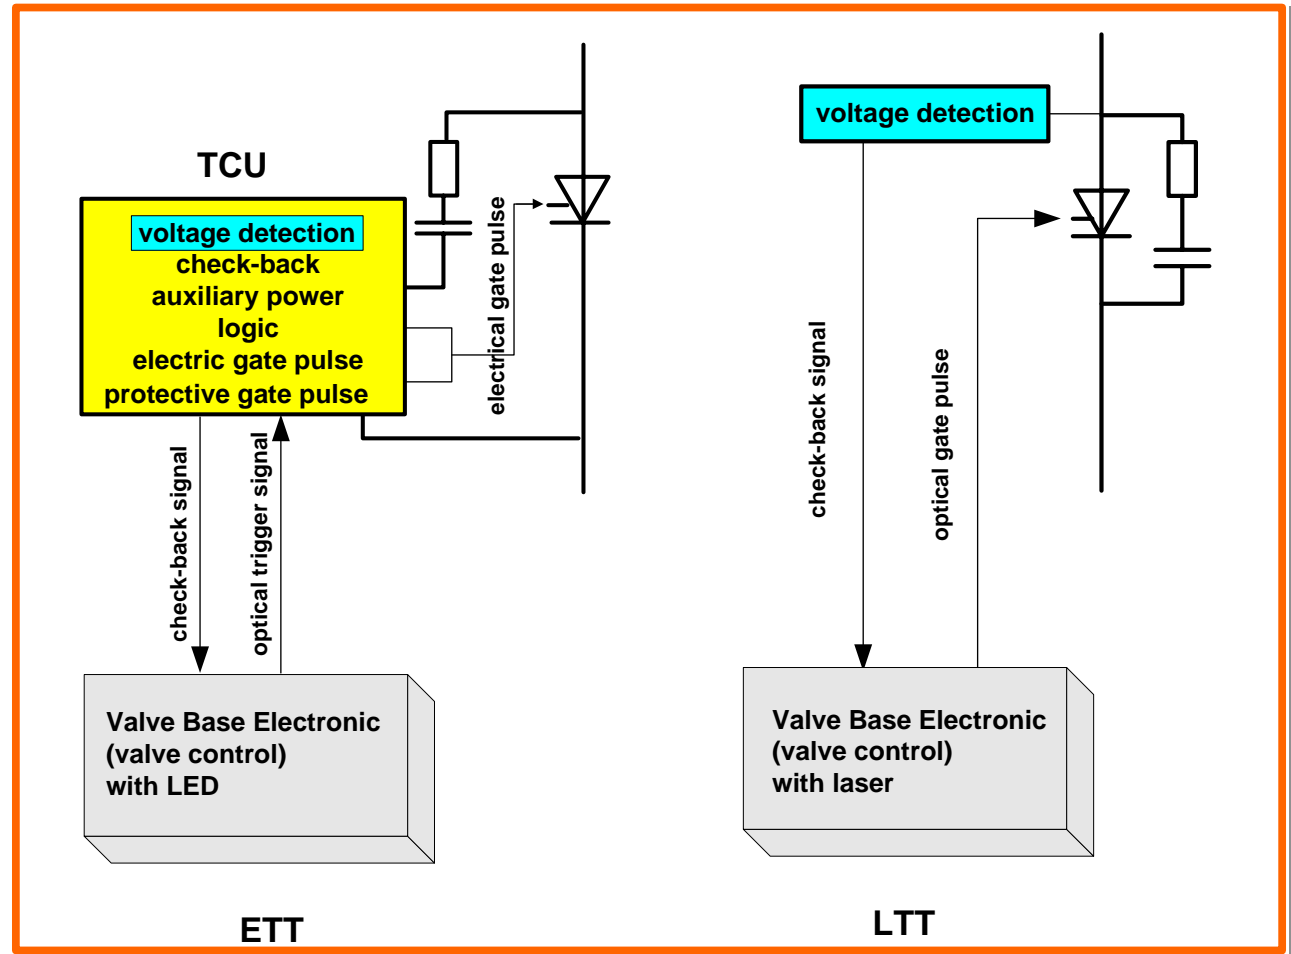 TCU
voltage detection
check-back
auxiliary power
logic
electric gate pulse
protective gate pulse
electrical gate pulse
check-back signal
optical trigger signal
Valve Base Electronic
(valve control)
with LED
ETT
voltage detection
check-back signal
optical gate pulse
Valve Base Electronic
(valve control)
with laser
LTT